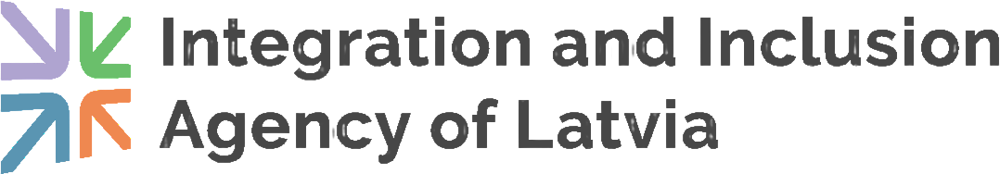 Integration and Inclusion
Agency of Latvia